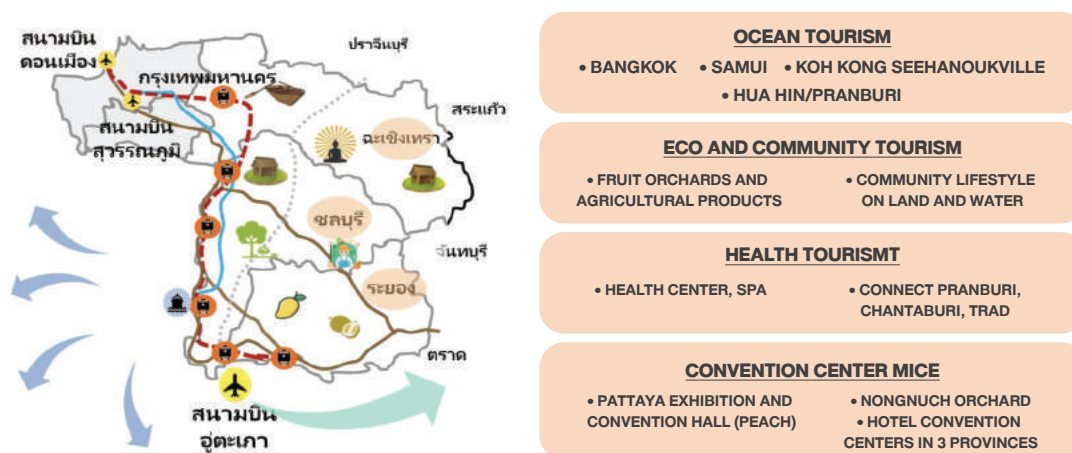 สนามบิน
ดอนเมือง
ปราจีนบุรี
กรุงเทพมหานคร
สระแก้ว
สนามบิน
สุวรรณภูมิ
ฉะเชิงเทรา
ชลบุรี
จันทบุรี
ระยอง
ตราด
สนามบิน
อู่ตะเภา
OCEAN TOURISM
• BANGKOK • SAMUI • KOH KONG SEEHANOUKVILLE
• HUA HIN/PRANBURI
ECO AND COMMUNITY TOURISM
• FRUIT ORCHARDS AND
AGRICULTURAL PRODUCTS
• COMMUNITY LIFESTYLE
ON LAND AND WATER
HEALTH TOURISMT
• HEALTH CENTER, SPA
• CONNECT PRANBURI,
CHANTABURI, TRAD
CONVENTION CENTER MICE
• PATTAYA EXHIBITION AND
CONVENTION HALL (PEACH)
• NONGNUCH ORCHARD
• HOTEL CONVENTION
CENTERS IN 3 PROVINCES